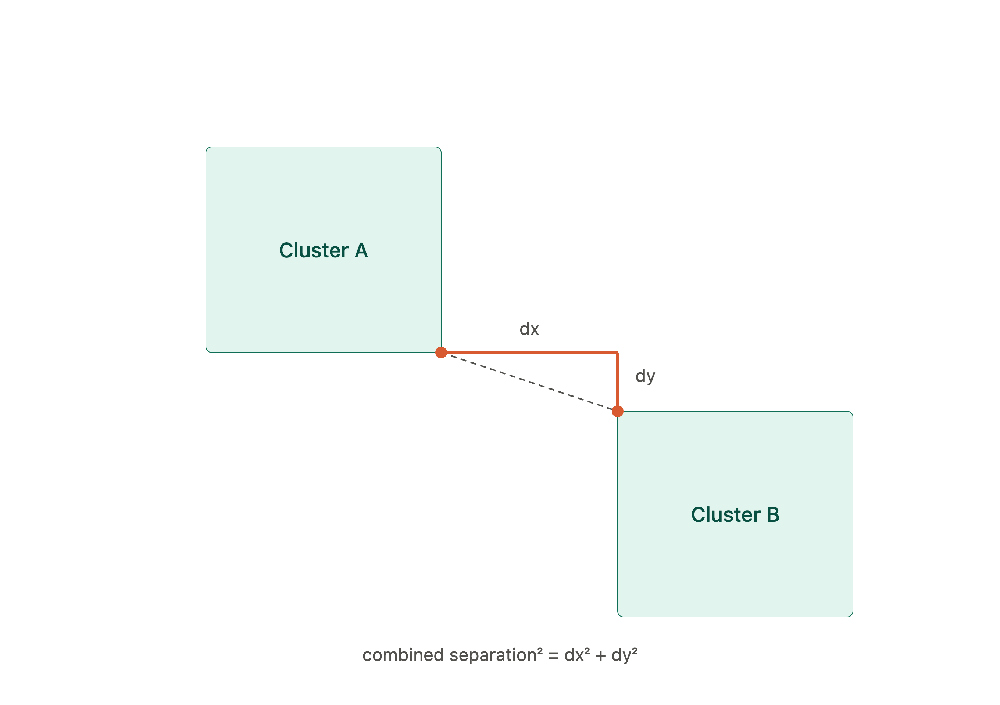 Cluster A
dx
dy
Cluster B
combined separation² = dx² + dy²